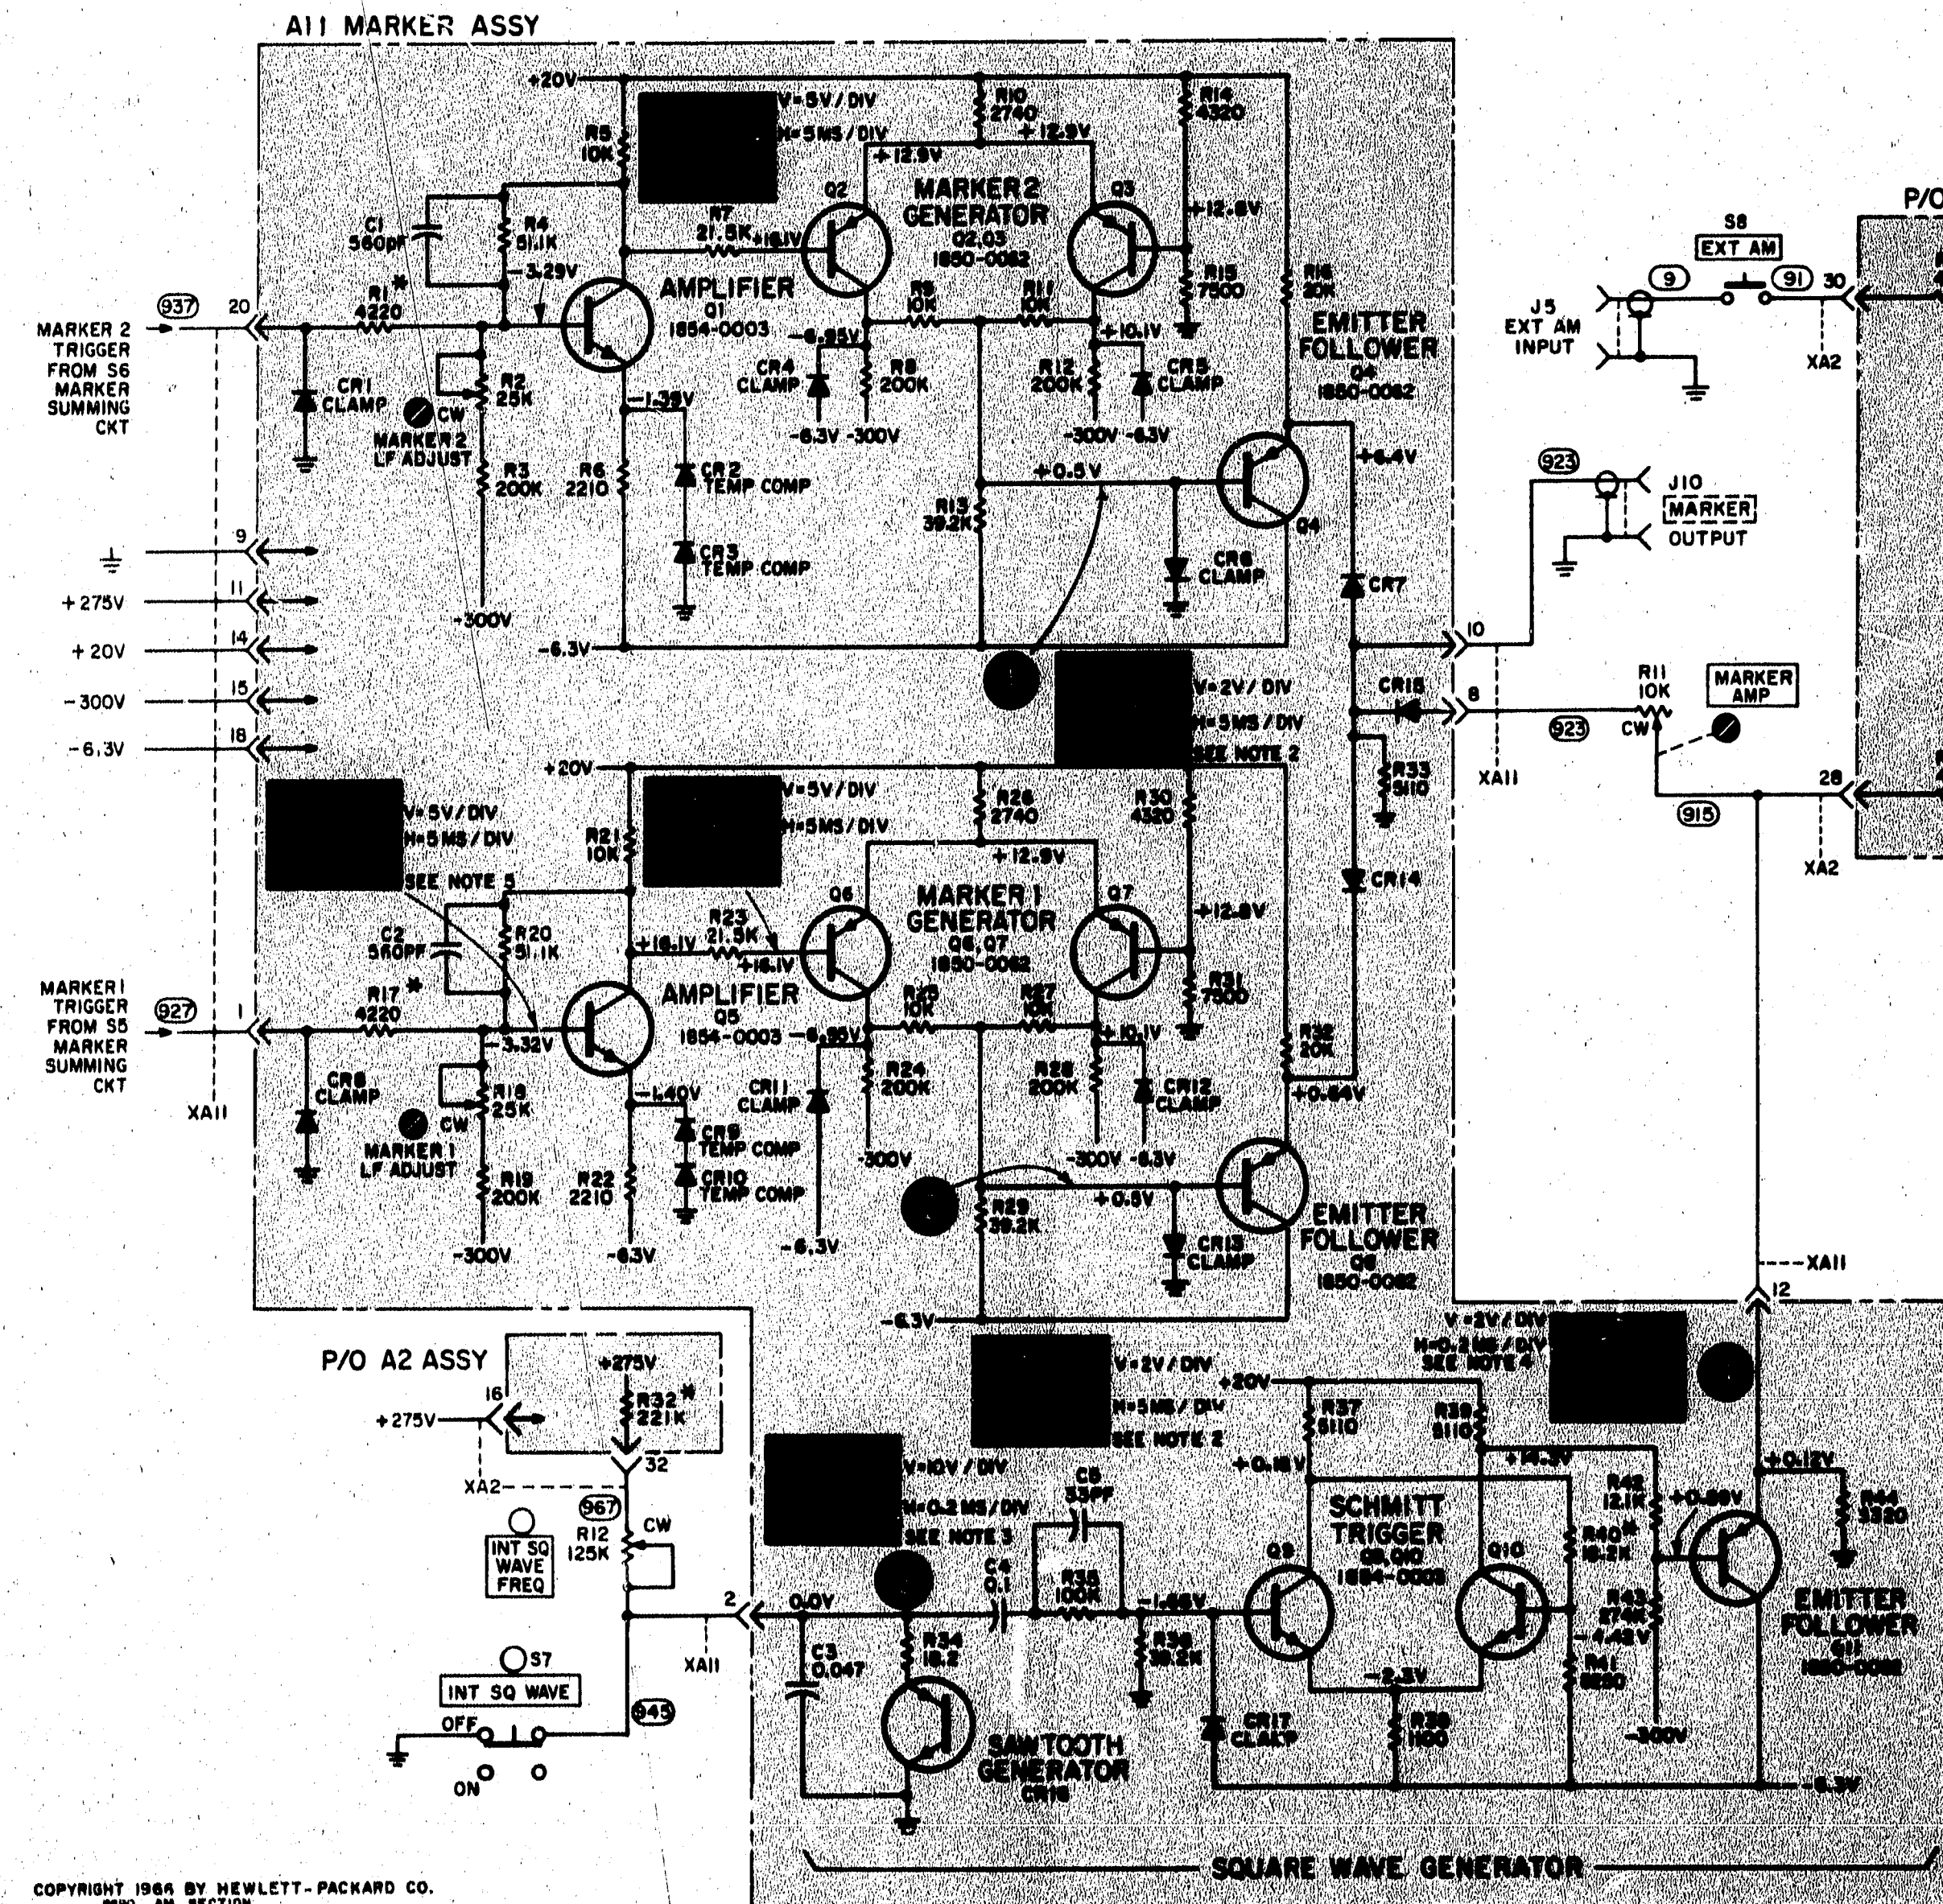 A11 MARKER ASSY
+20V
R5
10K
V=5V/DIV
H=5MS/DIV
R10
2740
+12.9V
+12.9V
R14
4320
C1
560pF
R4
51.1K
-3.29V
R7
21.5K
+16.1V
Q2
MARKER 2
GENERATOR
Q2,Q3
1850-0062
Q3
+12.8V
R15
7500
R16
20K
937
20
MARKER 2
TRIGGER
FROM S6
MARKER
SUMMING
CKT
R1*
4220
AMPLIFIER
Q1
1854-0003
R9
10K
R11
10K
-6.95V
+10.1V
EMITTER
FOLLOWER
Q4
1850-0062
CR1
CLAMP
R2
25K
CW
MARKER 2
LF ADJUST
R3
200K
-1.39V
R6
2210
CR2
TEMP COMP
CR3
TEMP COMP
CR4
CLAMP
R8
200K
R12
200K
CR5
CLAMP
-6.3V -300V
-300V -6.3V
+0.5V
R13
39.2K
Q4
+6.4V
CR6
CLAMP
CR7
-300V
-6.3V
9
+275V
11
+20V
14
-300V
15
-6.3V
18
S8
EXT AM
9
91
30
J5
EXT AM
INPUT
XA2
P/O
923
J10
MARKER
OUTPUT
10
R11
10K
MARKER
AMP
CR15
8
923
CW
XA11
28
915
XA2
R33
5110
CR14
V=2V/DIV
H=5MS/DIV
SEE NOTE 2
+20V
V=5V/DIV
H=5MS/DIV
SEE NOTE 5
R21
10K
V=5V/DIV
H=5MS/DIV
R26
2740
+12.9V
R30
4320
C2
560PF
R20
51.1K
+16.1V
R23
21.5K
+16.1V
Q6
MARKER 1
GENERATOR
Q6,Q7
1850-0062
Q7
+12.8V
R31
7500
MARKER 1
TRIGGER
FROM S5
MARKER
SUMMING
CKT
927
1
R17*
4220
-3.32V
AMPLIFIER
Q5
1854-0003
-6.95V
R25
10K
R27
10K
+10.1V
R32
20K
+0.64V
XA11
CR8
CLAMP
R18
25K
CW
MARKER 1
LF ADJUST
R19
200K
-1.40V
R22
2210
CR9
TEMP COMP
CR10
TEMP COMP
CR11
CLAMP
R24
200K
R28
200K
CR12
CLAMP
-300V
-300V -6.3V
+0.5V
R29
39.2K
CR13
CLAMP
EMITTER
FOLLOWER
Q8
1850-0062
-300V
-6.3V
-6.3V
-6.3V
XA11
12
P/O A2 ASSY
+275V
R32*
221K
16
+275V
32
XA2
967
R12
125K
CW
INT SQ
WAVE
FREQ
2
XA11
S7
INT SQ WAVE
945
OFF
ON
V=2V/DIV
H=5MS/DIV
SEE NOTE 2
V=10V/DIV
H=0.2MS/DIV
SEE NOTE 3
V=2V/DIV
H=0.2MS/DIV
SEE NOTE 4
+20V
R37
5110
R39
5110
+0.18V
+14.3V
R42
12.1K
+0.12V
+0.89V
R44
3320
C5
33PF
SCHMITT
TRIGGER
Q9,Q10
1854-0003
R40*
18.2K
Q9
Q10
C4
0.1
R35
100K
0.0V
-1.65V
C3
0.047
R34
18.2
R36
39.2K
R43
274K
-4.42V
R41
8250
EMITTER
FOLLOWER
Q11
1850-0062
-2.3V
SAWTOOTH
GENERATOR
CR16
CR17
CLAMP
R38
1100
-300V
-6.3V
SQUARE WAVE GENERATOR
COPYRIGHT 1966 BY HEWLETT-PACKARD CO.